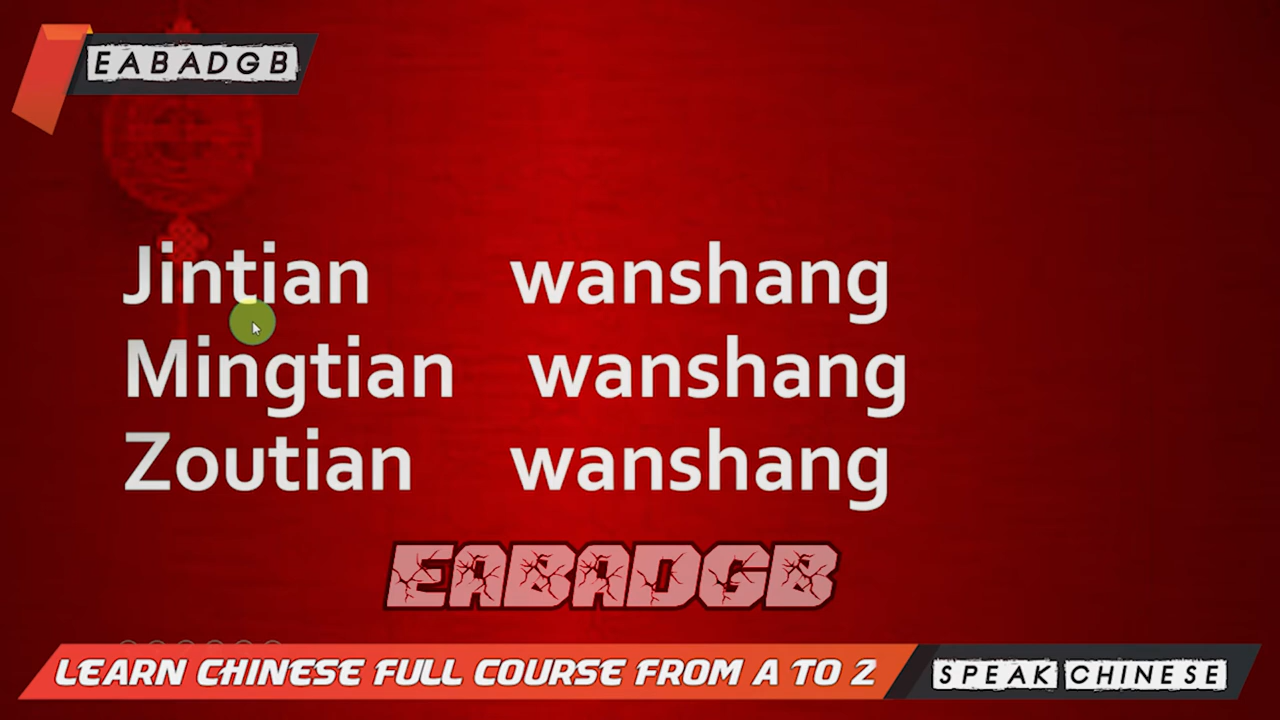 EABADGB
Jintian wanshang
Mingtian wanshang
Zoutian wanshang
EABADGB
LEARN CHINESE FULL COURSE FROM A TO Z
SPEAK CHINESE